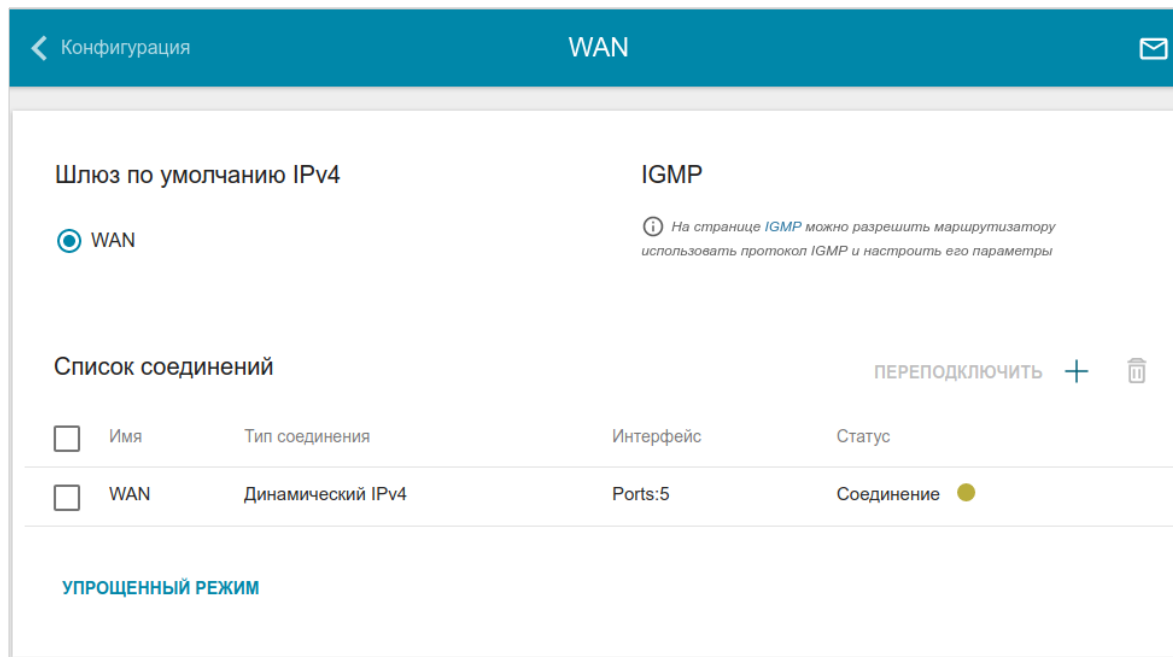 Конфигурация
WAN
Шлюз по умолчанию IPv4
WAN
IGMP
На странице IGMP можно разрешить маршрутизатору
использовать протокол IGMP и настроить его параметры
Список соединений
ПЕРЕПОДКЛЮЧИТЬ
Имя Тип соединения Интерфейс Статус
WAN Динамический IPv4 Ports:5 Соединение
УПРОЩЕННЫЙ РЕЖИМ